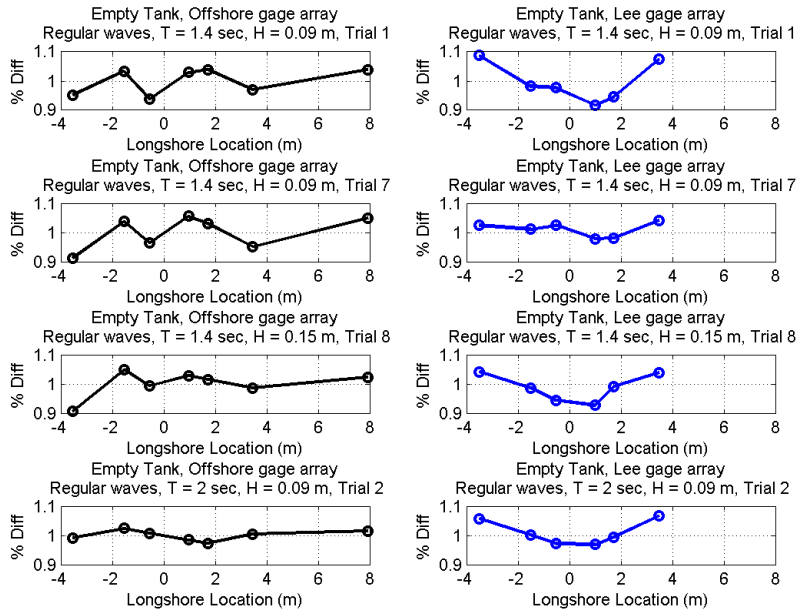 Empty Tank, Offshore gage array
Regular waves, T = 1.4 sec, H = 0.09 m, Trial 1
1.1
1
0.9
% Diff
-4 -2 0 2 4 6 8
Longshore Location (m)
Empty Tank, Lee gage array
Regular waves, T = 1.4 sec, H = 0.09 m, Trial 1
1.1
1
0.9
% Diff
-4 -2 0 2 4 6 8
Longshore Location (m)
Empty Tank, Offshore gage array
Regular waves, T = 1.4 sec, H = 0.09 m, Trial 7
1.1
1
0.9
% Diff
-4 -2 0 2 4 6 8
Longshore Location (m)
Empty Tank, Lee gage array
Regular waves, T = 1.4 sec, H = 0.09 m, Trial 7
1.1
1
0.9
% Diff
-4 -2 0 2 4 6 8
Longshore Location (m)
Empty Tank, Offshore gage array
Regular waves, T = 1.4 sec, H = 0.15 m, Trial 8
1.1
1
0.9
% Diff
-4 -2 0 2 4 6 8
Longshore Location (m)
Empty Tank, Lee gage array
Regular waves, T = 1.4 sec, H = 0.15 m, Trial 8
1.1
1
0.9
% Diff
-4 -2 0 2 4 6 8
Longshore Location (m)
Empty Tank, Offshore gage array
Regular waves, T = 2 sec, H = 0.09 m, Trial 2
1.1
1
0.9
% Diff
-4 -2 0 2 4 6 8
Longshore Location (m)
Empty Tank, Lee gage array
Regular waves, T = 2 sec, H = 0.09 m, Trial 2
1.1
1
0.9
% Diff
-4 -2 0 2 4 6 8
Longshore Location (m)